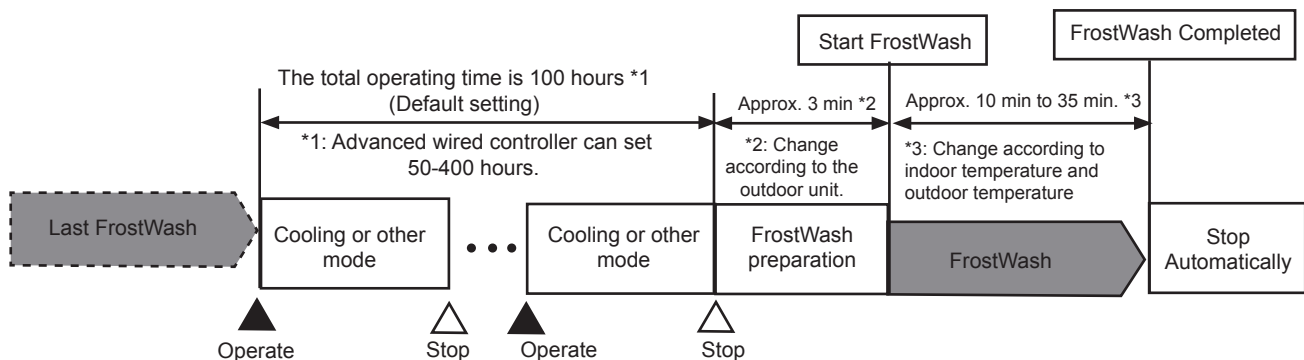 Start FrostWash
FrostWash Completed
The total operating time is 100 hours *1
(Default setting)
*1: Advanced wired controller can set
50-400 hours.
Approx. 3 min *2
*2: Change
according to the
outdoor unit.
Approx. 10 min to 35 min. *3
*3: Change according to
indoor temperature and
outdoor temperature
Last FrostWash
Cooling or other
mode
Cooling or other
mode
FrostWash
preparation
FrostWash
Stop
Automatically
Operate
Stop
Operate
Stop